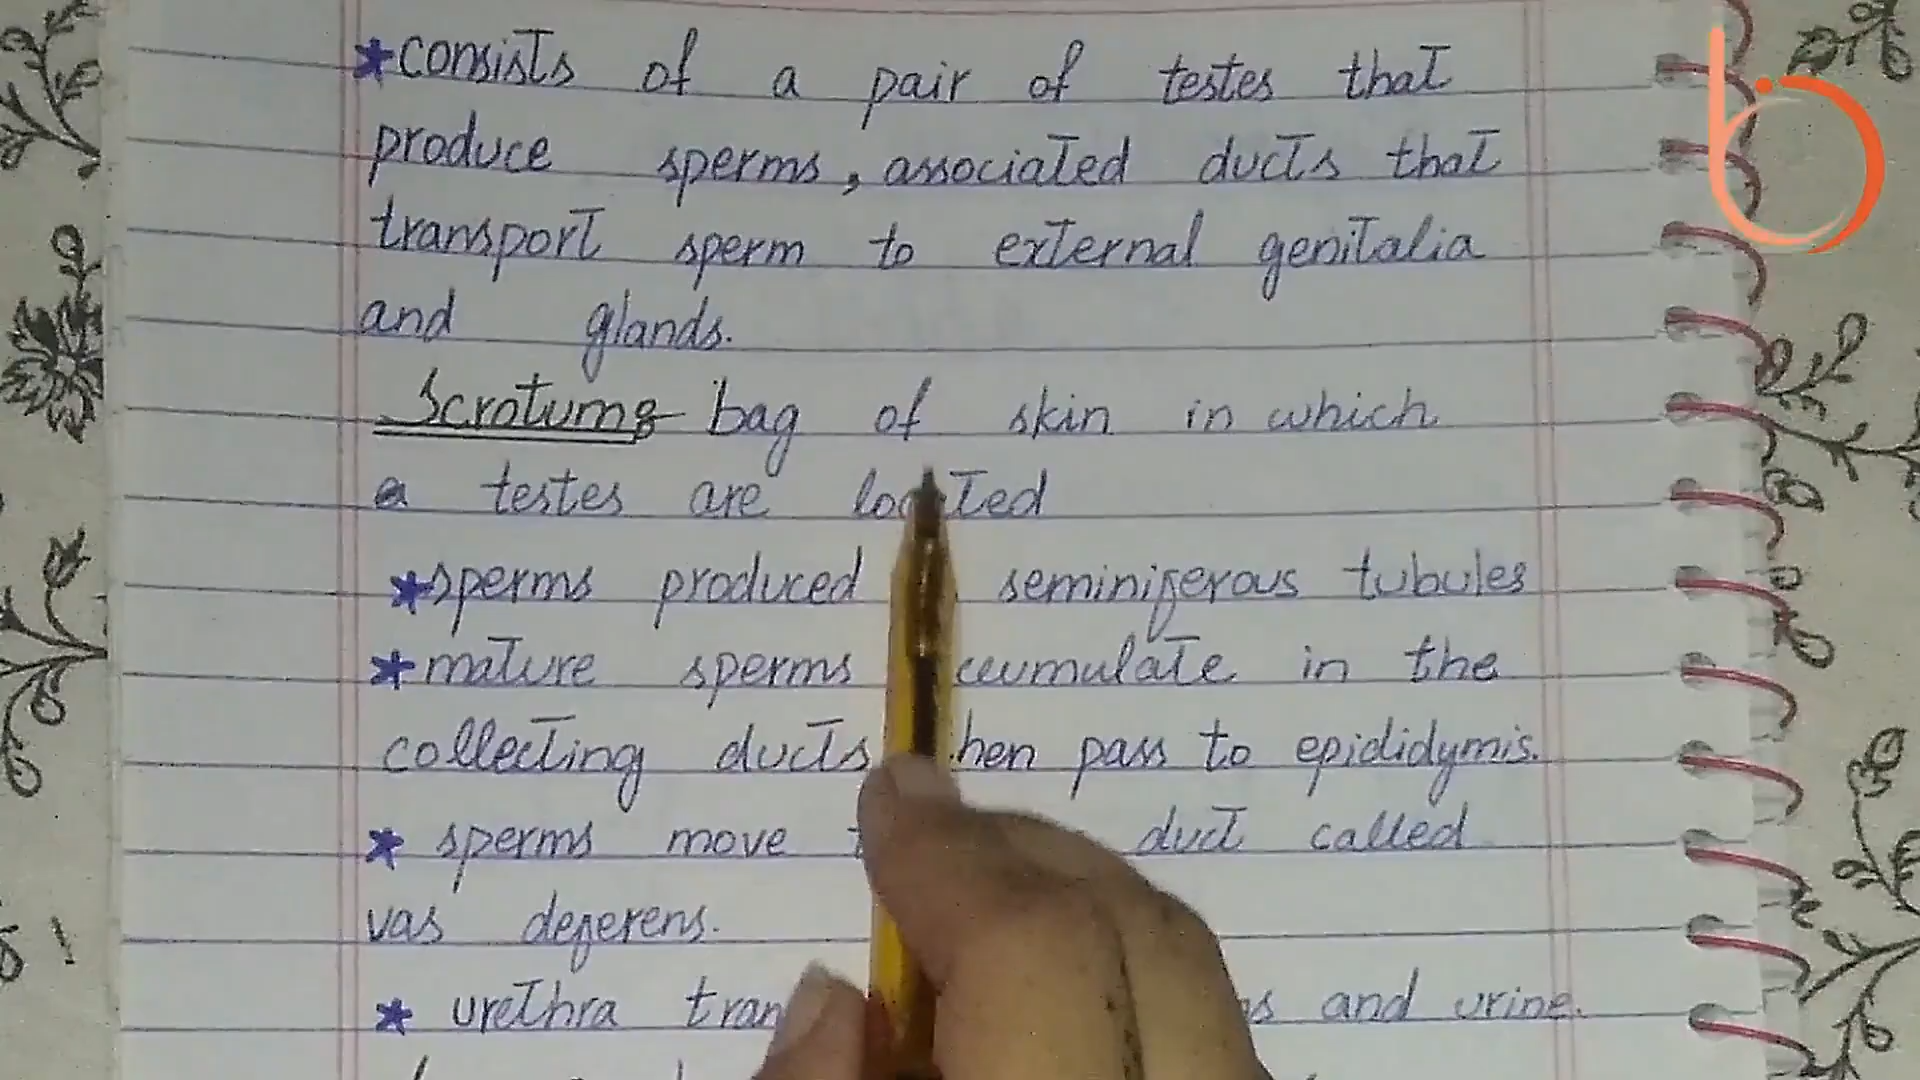 *consists of a pair of testes that
produce sperms, associated ducts that
transport sperm to external genitalia
and glands.
Scrotum:- bag of skin in which
a testes are located
*sperms produced seminiferous tubules
*mature sperms in the
collecting ducts pass to epididymis.
* sperms move duct called
vas deferens.
* urethra and urine.